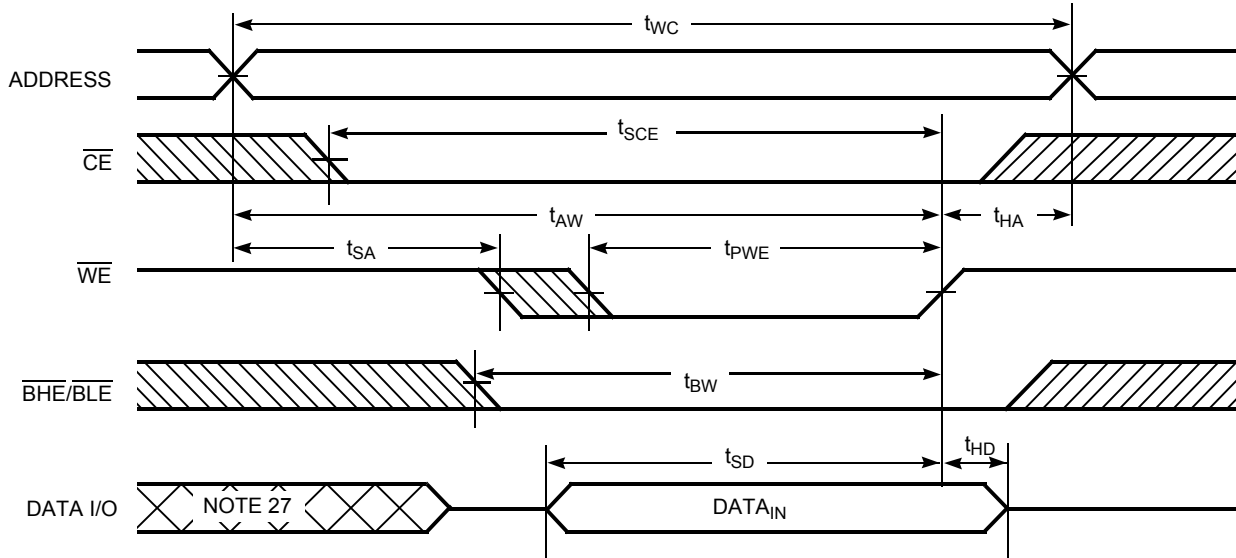 tWC
ADDRESS
tSCE
CE
tAW
tHA
tSA
tPWE
WE
BHE/BLE
tBW
tSD
tHD
DATA I/O
NOTE 27
DATAIN